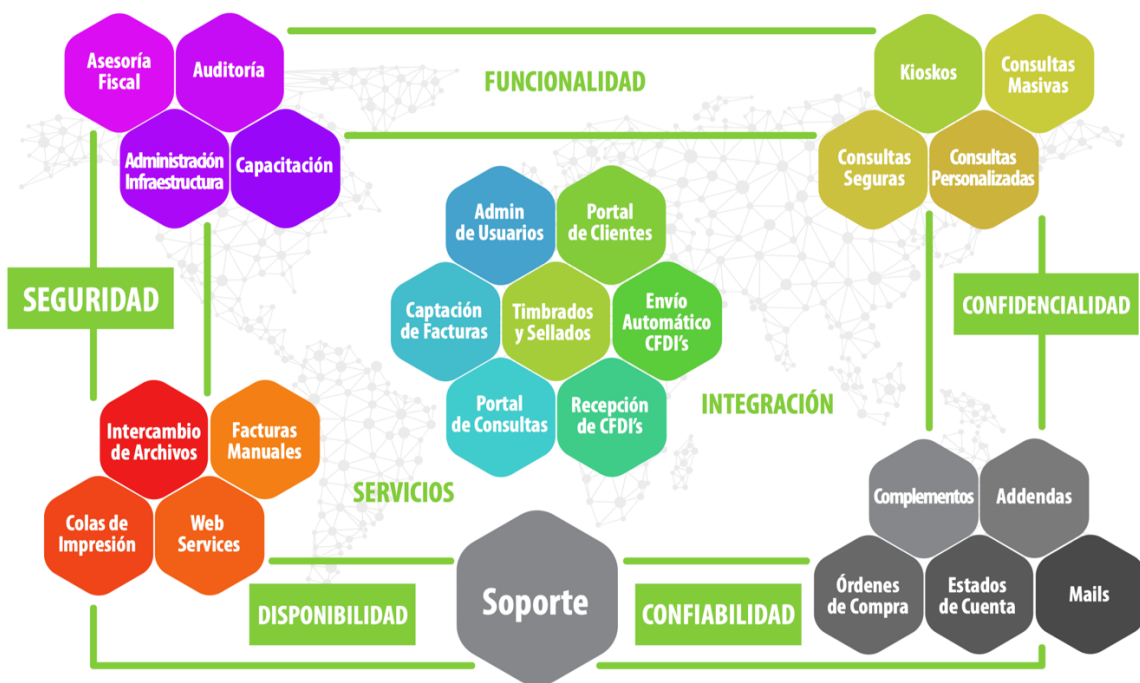 Asesoría
Fiscal
Auditoría
Administración
Infraestructura
Capacitación
FUNCIONALIDAD
Kioskos
Consultas
Masivas
Consultas
Seguras
Consultas
Personalizadas
Admin
de Usuarios
Portal
de Clientes
Captación
de Facturas
Timbrados
y Sellados
Envío
Automático
CFDI's
Portal
de Consultas
Recepción
de CFDI's
SEGURIDAD
CONFIDENCIALIDAD
INTEGRACIÓN
SERVICIOS
Intercambio
de Archivos
Facturas
Manuales
Colas de
Impresión
Web
Services
Complementos
Addendas
Órdenes
de Compra
Estados
de Cuenta
Mails
DISPONIBILIDAD
Soporte
CONFIABILIDAD